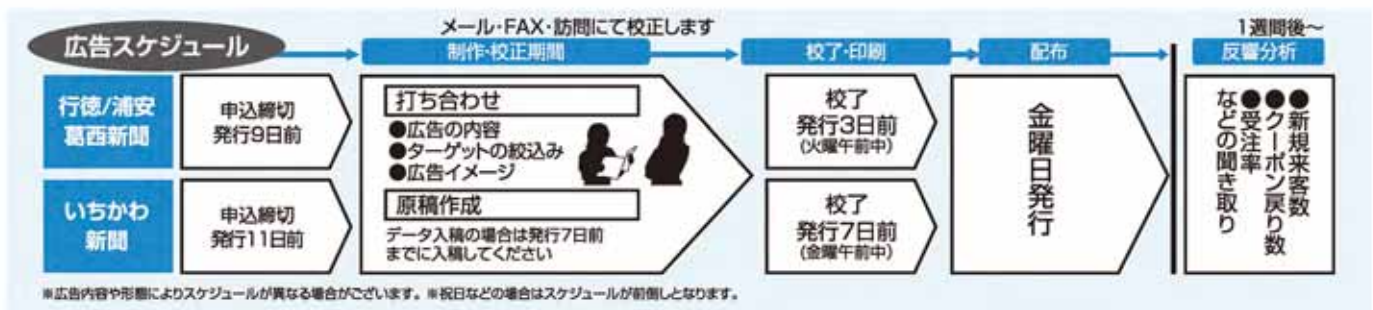 広告スケジュール
メール・FAX・訪問にて校正します
制作・校正期間
校了・印刷
配布
1週間後～
反響分析
行徳/浦安
葛西新聞
申込締切
発行9日前
いちかわ
新聞
申込締切
発行11日前
打ち合わせ
●広告の内容
●ターゲットの絞込み
●広告イメージ
原稿作成
データ入稿の場合は発行7日前
までに入稿してください
校了
発行3日前
(火曜午前中)
校了
発行7日前
(金曜午前中)
金曜日発行
●新規来客数
●クーポン戻り数
●受注率
などの聞き取り
※広告内容や形態によりスケジュールが異なる場合がございます。※祝日などの場合はスケジュールが前倒しとなります。